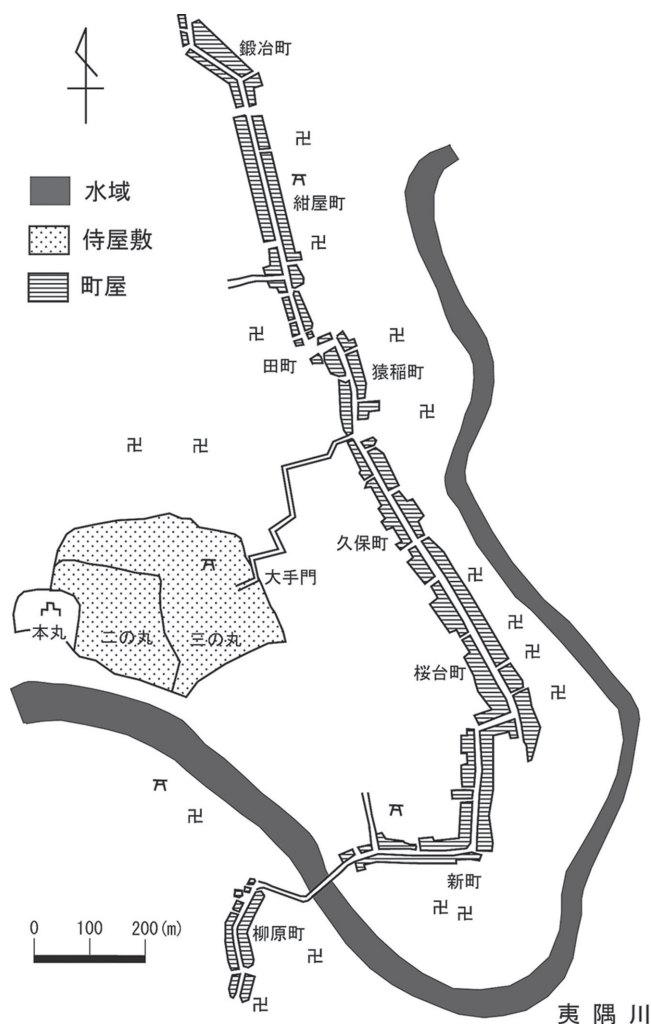 鍛冶町
水域
侍屋敷
町屋
紺屋町
田町
猿稲町
久保町
大手門
本丸
二の丸
三の丸
桜台町
新町
柳原町
0 100 200(m)
夷隅川